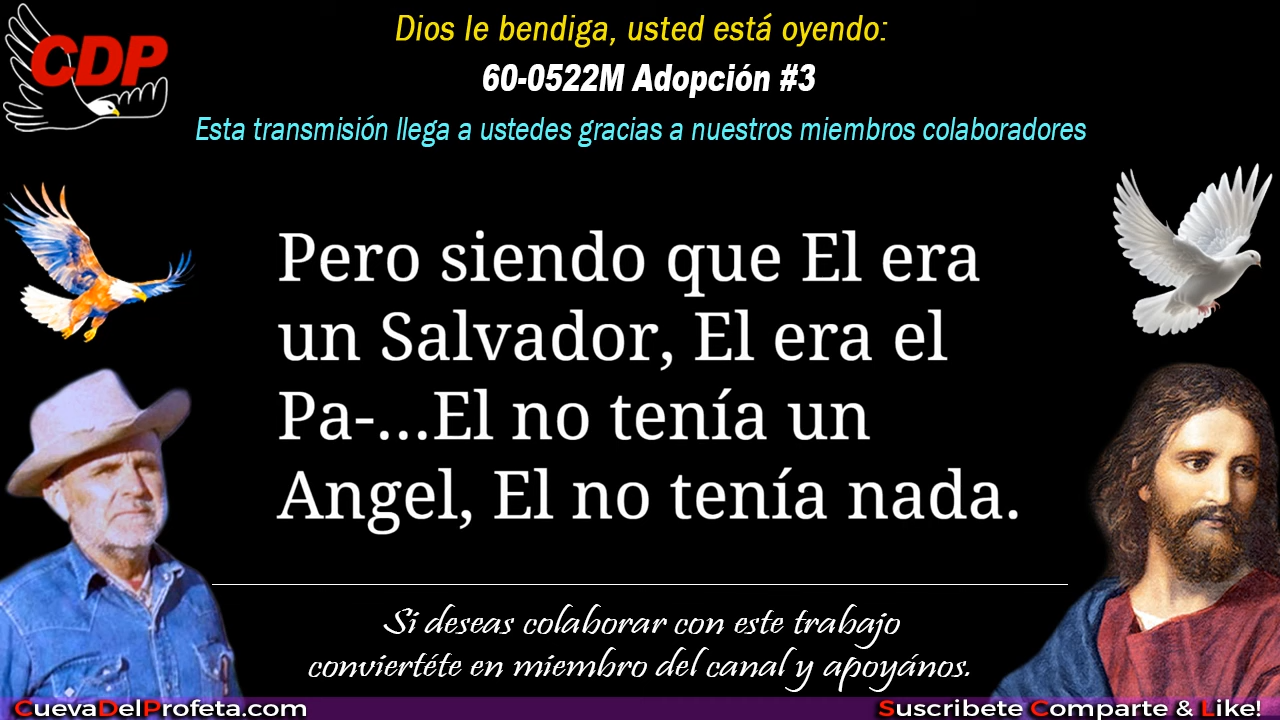 CDP
Dios le bendiga, usted está oyendo:
60-0522M Adopción #3
Esta transmisión llega a ustedes gracias a nuestros miembros colaboradores
Pero siendo que El era
un Salvador, El era el
Pa-...El no tenía un
Angel, El no tenía nada.
Si deseas colaborar con este trabajo
conviertéte en miembro del canal y apoyános.
CuevaDelProfeta.com
Suscribete Comparte & Like!